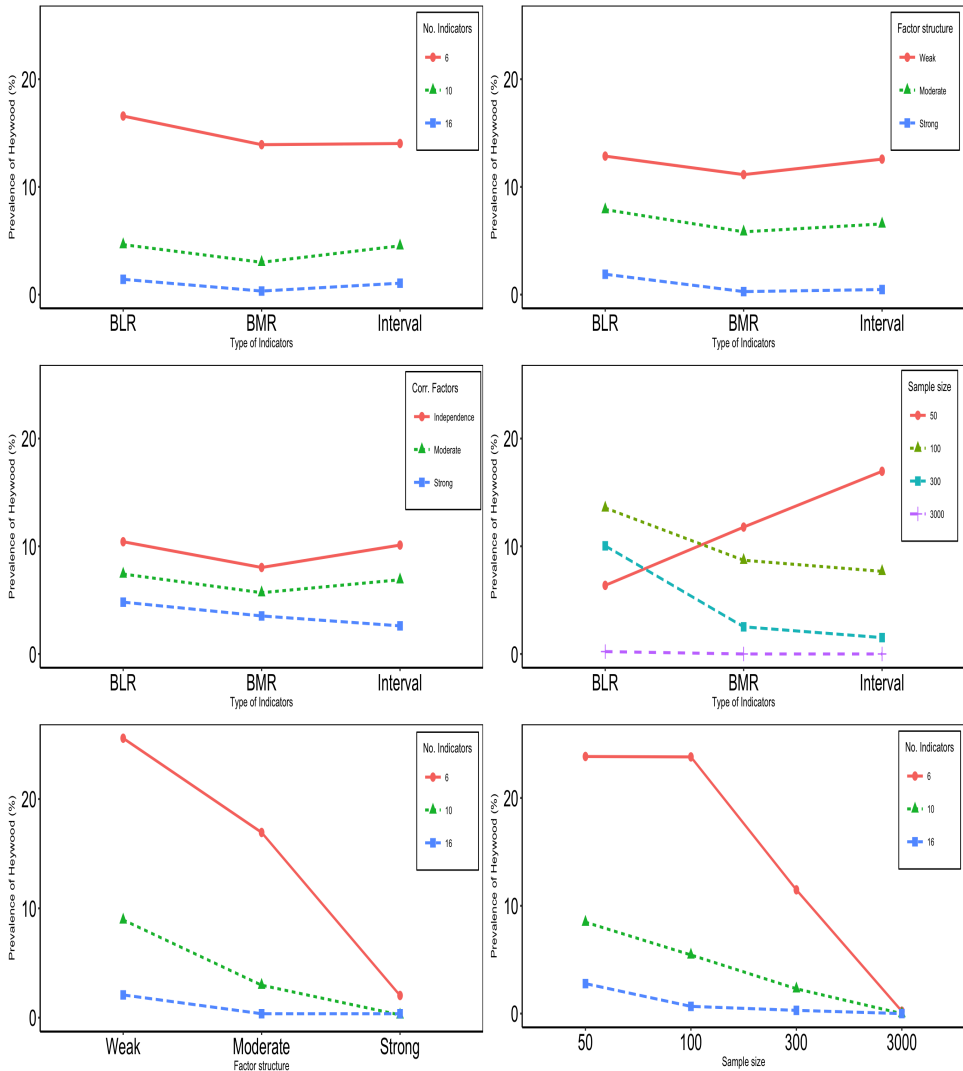 Prevalence of Heywood (%)
20
10
0
No. Indicators
6
10
16
BLR BMR Interval
Type of Indicators
Prevalence of Heywood (%)
20
10
0
Factor structure
Weak
Moderate
Strong
BLR BMR Interval
Type of Indicators
Prevalence of Heywood (%)
20
10
0
Corr. Factors
Independence
Moderate
Strong
BLR BMR Interval
Type of Indicators
Prevalence of Heywood (%)
20
10
0
Sample size
50
100
300
3000
BLR BMR Interval
Type of Indicators
Prevalence of Heywood (%)
20
10
0
No. Indicators
6
10
16
Weak Moderate Strong
Factor structure
Prevalence of Heywood (%)
20
10
0
No. Indicators
6
10
16
50 100 300 3000
Sample size